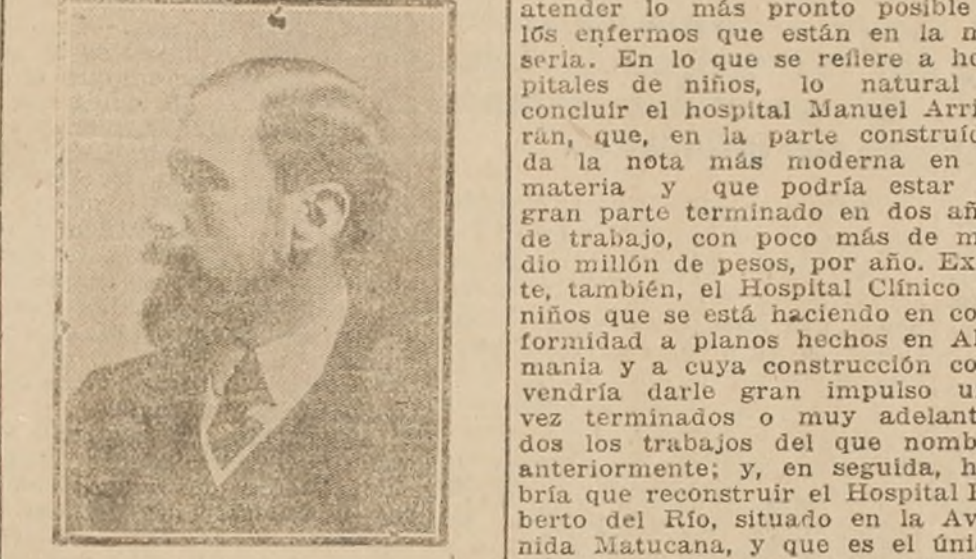 atender lo más pronto posible
los enfermos que están en la m
seria. En lo que se refiere a ho
pitales de niños, lo natural
concluir el hospital Manuel Arri
rán, que, en la parte construíd
da la nota más moderna en
materia y que podría estar
gran parte terminado en dos añ
de trabajo, con poco más de m
dio millón de pesos, por año. Ex
te, también, el Hospital Clínico
niños que se está haciendo en co
formidad a planos hechos en A
mania y a cuya construcción co
vendría darle gran impulso u
vez terminados o muy adelant
dos los trabajos del que nomb
anteriormente; y, en seguida, h
bría que reconstruir el Hospital
berto del Río, situado en la Av
nida Matucana, y que es el úni